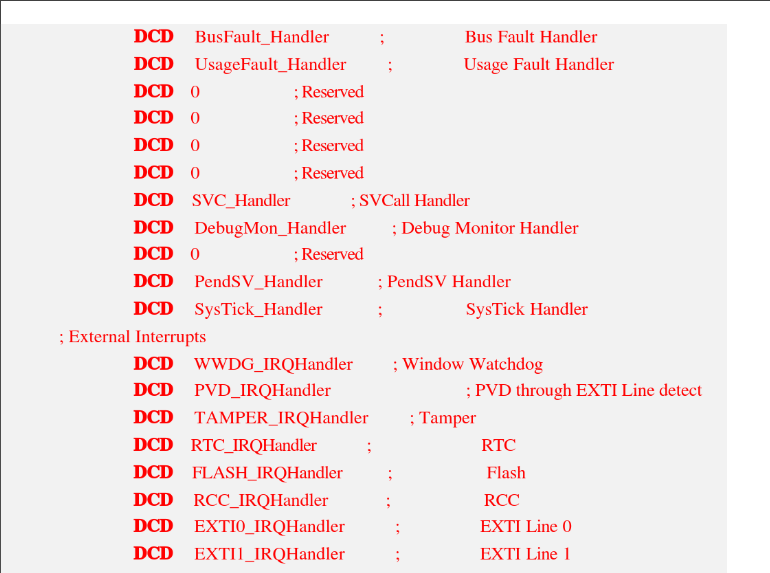 DCD BusFault_Handler ; Bus Fault Handler
DCD UsageFault_Handler ; Usage Fault Handler
DCD 0 ; Reserved
DCD 0 ; Reserved
DCD 0 ; Reserved
DCD 0 ; Reserved
DCD SVC_Handler ; SVCall Handler
DCD DebugMon_Handler ; Debug Monitor Handler
DCD 0 ; Reserved
DCD PendSV_Handler ; PendSV Handler
DCD SysTick_Handler ; SysTick Handler
; External Interrupts
DCD WWDG_IRQHandler ; Window Watchdog
DCD PVD_IRQHandler ; PVD through EXTI Line detect
DCD TAMPER_IRQHandler ; Tamper
DCD RTC_IRQHandler ; RTC
DCD FLASH_IRQHandler ; Flash
DCD RCC_IRQHandler ; RCC
DCD EXTI0_IRQHandler ; EXTI Line 0
DCD EXTI1_IRQHandler ; EXTI Line 1